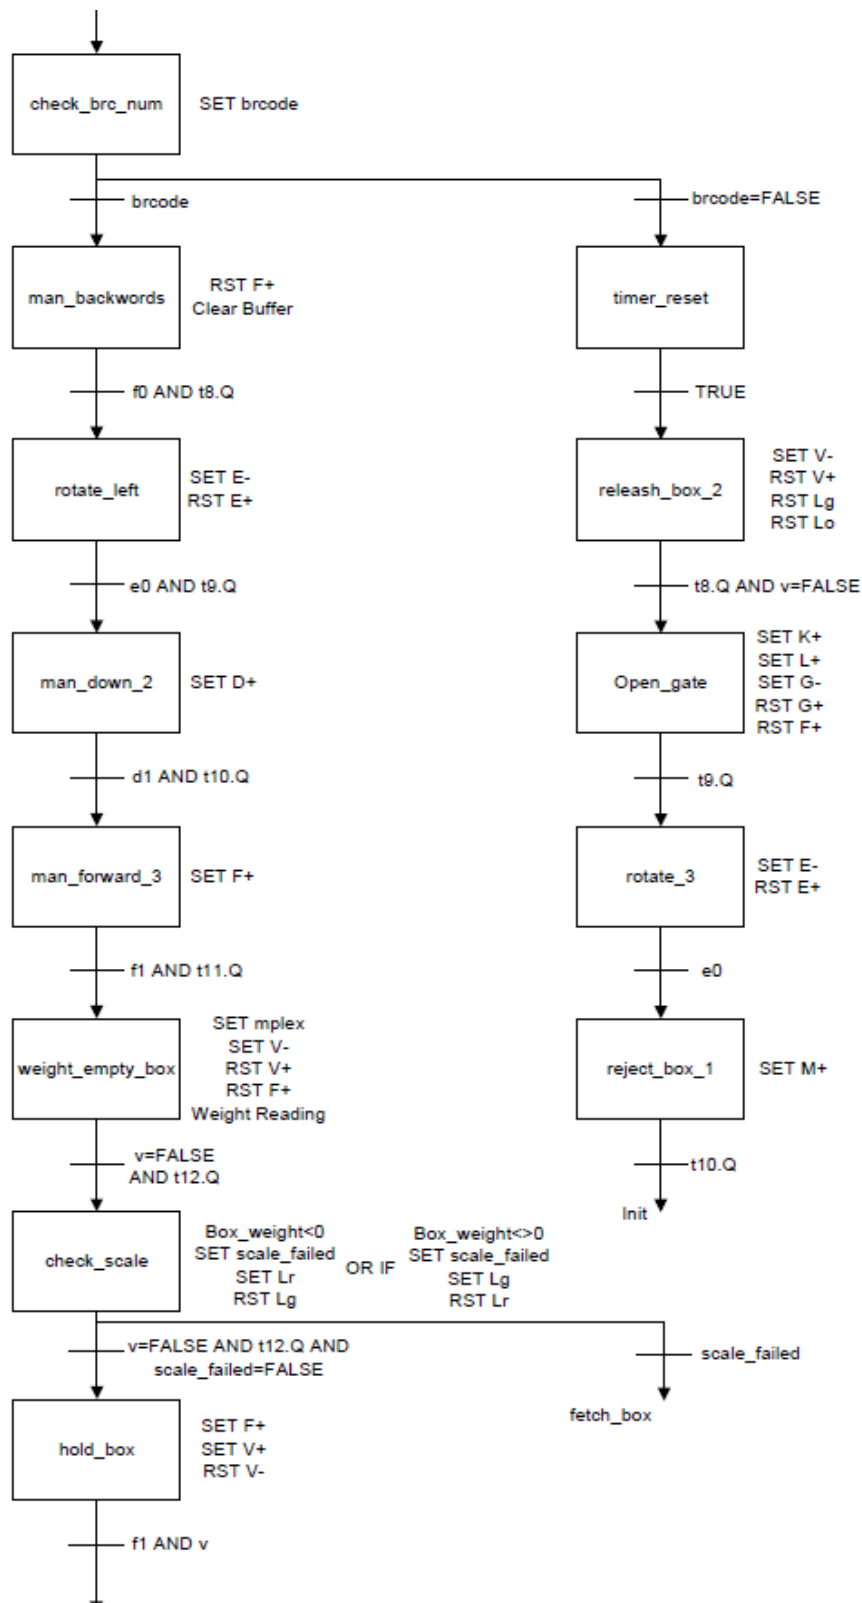 check_brc_num
SET brcode
brcode
brcode=FALSE
man_backwords
RST F+
Clear Buffer
timer_reset
f0 AND t8.Q
TRUE
rotate_left
SET E-
RST E+
releash_box_2
SET V-
RST V+
RST Lg
RST Lo
e0 AND t9.Q
t8.Q AND v=FALSE
man_down_2
SET D+
Open_gate
SET K+
SET L+
SET G-
RST G+
RST F+
d1 AND t10.Q
t9.Q
man_forward_3
SET F+
rotate_3
SET E-
RST E+
f1 AND t11.Q
e0
weight_empty_box
SET mplex
SET V-
RST V+
RST F+
Weight Reading
reject_box_1
SET M+
v=FALSE
AND t12.Q
t10.Q
Init
check_scale
Box_weight<0
SET scale_failed
SET Lr
RST Lg
OR IF
Box_weight<>0
SET scale_failed
SET Lg
RST Lr
v=FALSE AND t12.Q AND
scale_failed=FALSE
scale_failed
fetch_box
hold_box
SET F+
SET V+
RST V-
f1 AND v